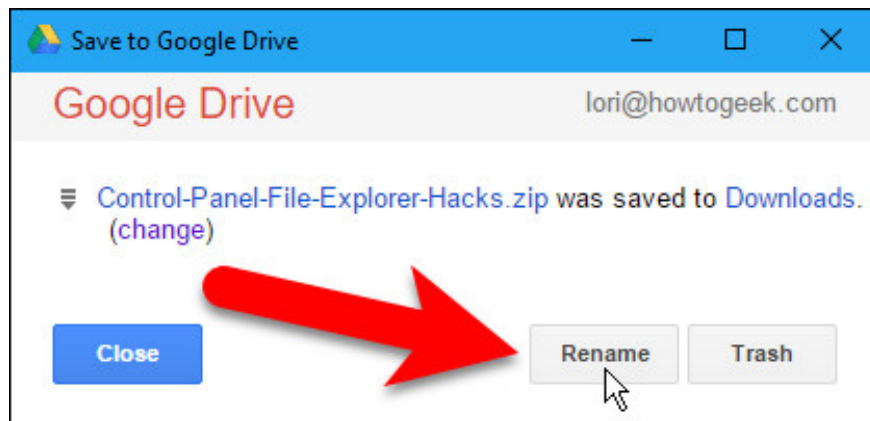 Save to Google Drive
Google Drive lori@howtogeek.com
Control-Panel-File-Explorer-Hacks.zip was saved to Downloads.
(change)
Close Rename Trash